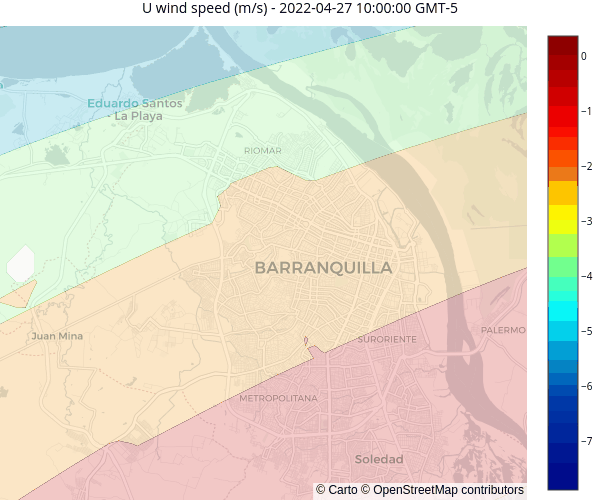 U wind speed (m/s) - 2022-04-27 10:00:00 GMT-5
0
Eduardo Santos
- La Playa
−1
RIOMAR
−2
−3
BARRANQUILLA
−4
Juan Mina
SURORIENTE
PALERMO
−5
−6
METROPOLITANA
−7
Soledad
© Carto © OpenStreetMap contributors